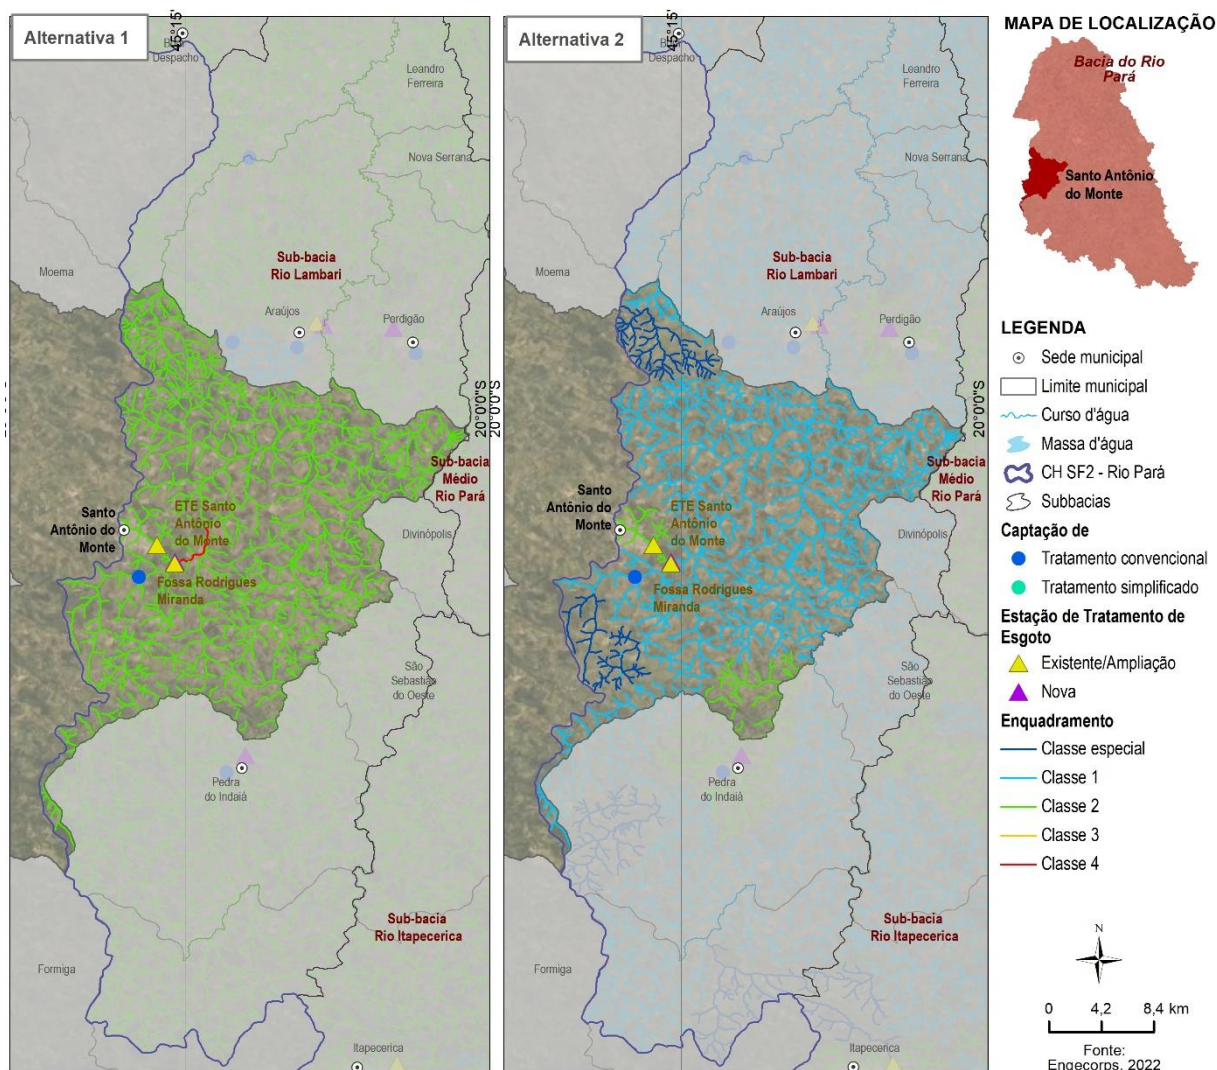 Alternativa 1
45°15'
Despacho
Leandro
Ferreira
Nova Serrana
Sub-bacia
Rio Lambari
Moema
Araújos
Perdigão
20°0'0"S
Sub-bacia
Médio
Rio Pará
ETE Santo
Antônio
do Monte
Santo
Antônio do
Monte
Divinópolis
Fossa Rodrigues
Miranda
São
Sebastião
do Oeste
Pedra
do Indaiá
Sub-bacia
Rio Itapecerica
Formiga
Itapecerica
Alternativa 2
45°15'
Despacho
Leandro
Ferreira
Nova Serrana
Sub-bacia
Rio Lambari
Moema
Araújos
Perdigão
20°0'0"S
Sub-bacia
Médio
Rio Pará
Santo
Antônio do
Monte
ETE Santo
Antônio
do Monte
Divinópolis
Fossa Rodrigues
Miranda
São
Sebastião
do Oeste
Pedra
do Indaiá
Sub-bacia
Rio Itapecerica
Formiga
Itapecerica
MAPA DE LOCALIZAÇÃO
Bacia do Rio
Pará
Santo Antônio
do Monte
LEGENDA
Sede municipal
Limite municipal
Curso d'água
Massa d'água
CH SF2 - Rio Pará
Subbacias
Captação de
Tratamento convencional
Tratamento simplificado
Estação de Tratamento de
Esgoto
Existente/Ampliação
Nova
Enquadramento
Classe especial
Classe 1
Classe 2
Classe 3
Classe 4
N
0 4,2 8,4 km
Fonte:
Engecorps, 2022